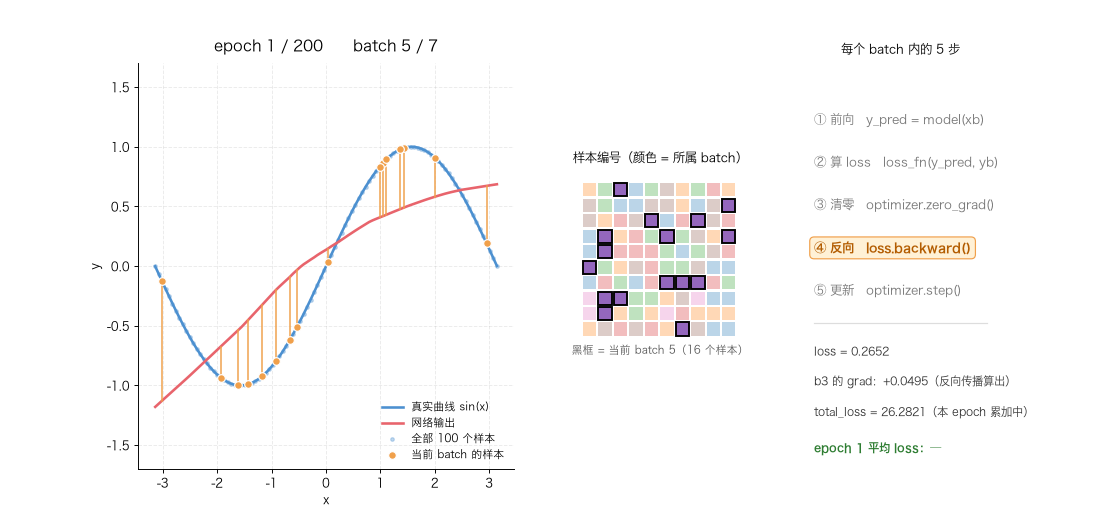 epoch 1 / 200  batch 5 / 7
1.5
1.0
0.5
0.0
-0.5
-1.0
-1.5
y
-3
-2
-1
0
1
2
3
x
真实曲线 sin(x)
网络输出
全部 100 个样本
当前 batch 的样本
样本编号（颜色 = 所属 batch）
黑框 = 当前 batch 5（16 个样本）
每个 batch 内的 5 步
① 前向 y_pred = model(xb)
② 算 loss loss_fn(y_pred, yb)
③ 清零 optimizer.zero_grad()
④ 反向 loss.backward()
⑤ 更新 optimizer.step()
loss = 0.2652
b3 的 grad: +0.0495（反向传播算出）
total_loss = 26.2821（本 epoch 累加中）
epoch 1 平均 loss: —